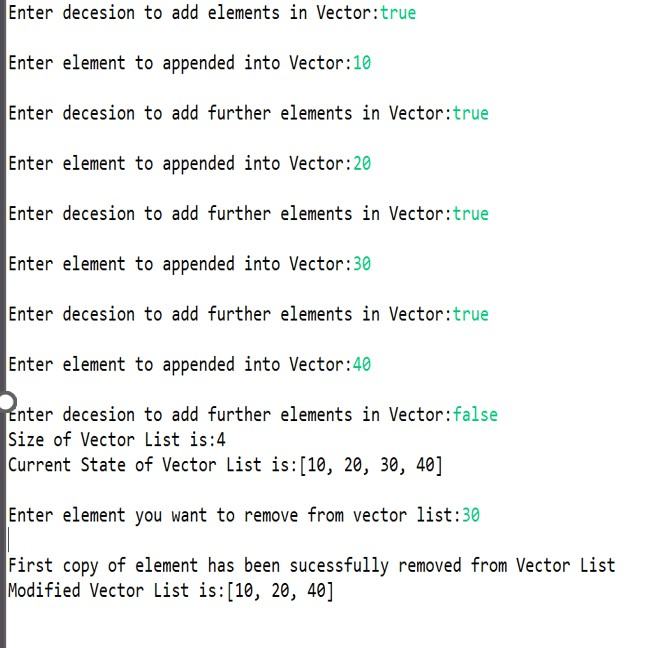 Enter decesion to add elements in Vector:true
Enter element to appended into Vector:10
Enter decesion to add further elements in Vector:true
Enter element to appended into Vector:20
Enter decesion to add further elements in Vector:true
Enter element to appended into Vector:30
Enter decesion to add further elements in Vector:true
Enter element to appended into Vector:40
Enter decesion to add further elements in Vector:false
Size of Vector List is:4
Current State of Vector List is:[10, 20, 30, 40]
Enter element you want to remove from vector list:30
First copy of element has been sucessfully removed from Vector List
Modified Vector List is:[10, 20, 40]